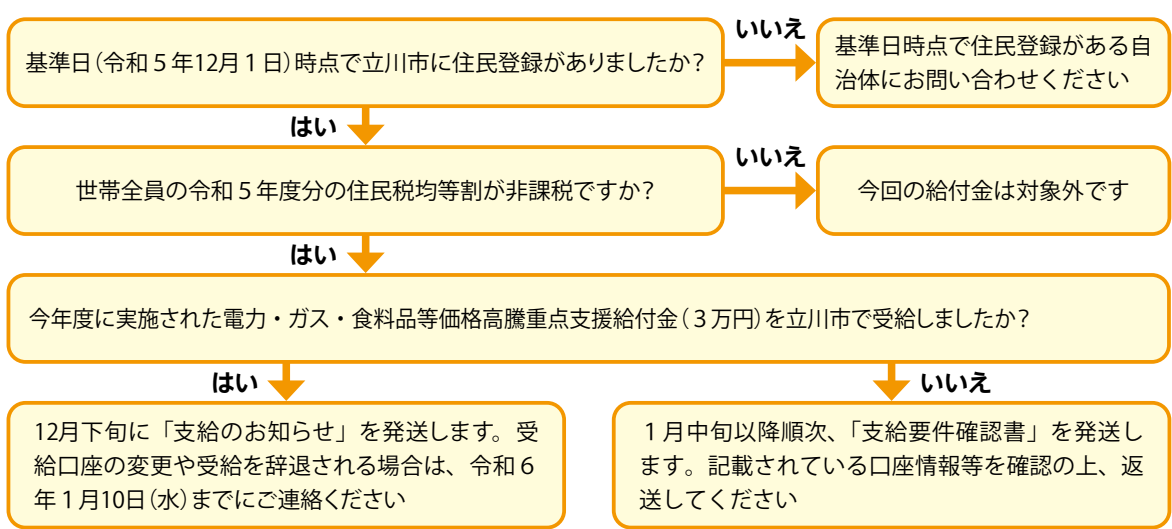 基準日（令和５年12月１日）時点で立川市に住民登録がありましたか？
いいえ
基準日時点で住民登録がある自
治体にお問い合わせください
はい
世帯全員の令和５年度分の住民税均等割が非課税ですか？
いいえ
今回の給付金は対象外です
はい
今年度に実施された電力・ガス・食料品等価格高騰重点支援給付金（３万円）を立川市で受給しましたか？
はい
いいえ
12月下旬に「支給のお知らせ」を発送します。受
給口座の変更や受給を辞退される場合は、令和６
年１月10日（水）までにご連絡ください
１月中旬以降順次、「支給要件確認書」を発送し
ます。記載されている口座情報等を確認の上、返
送してください